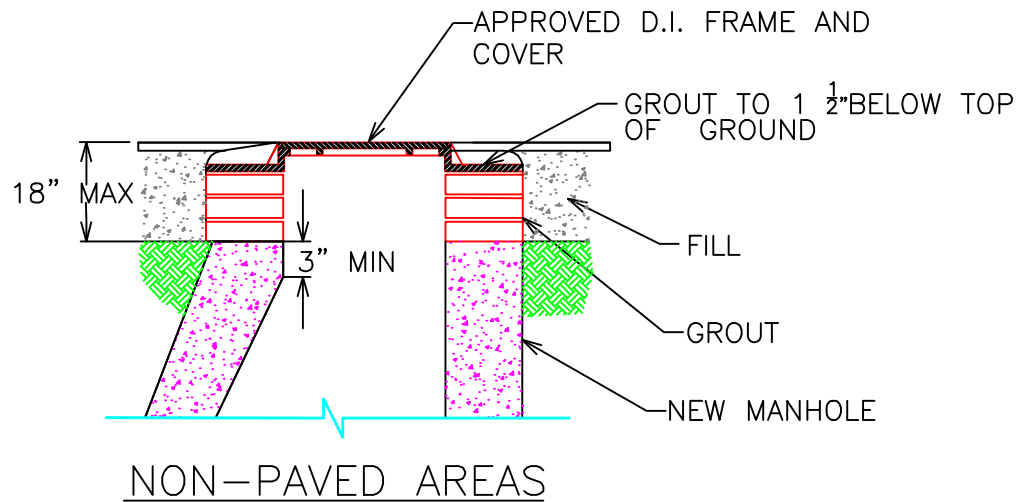 APPROVED D.I. FRAME AND
COVER
GROUT TO 1 1/2" BELOW TOP
OF GROUND
18" MAX
3" MIN
FILL
GROUT
NEW MANHOLE
NON-PAVED AREAS